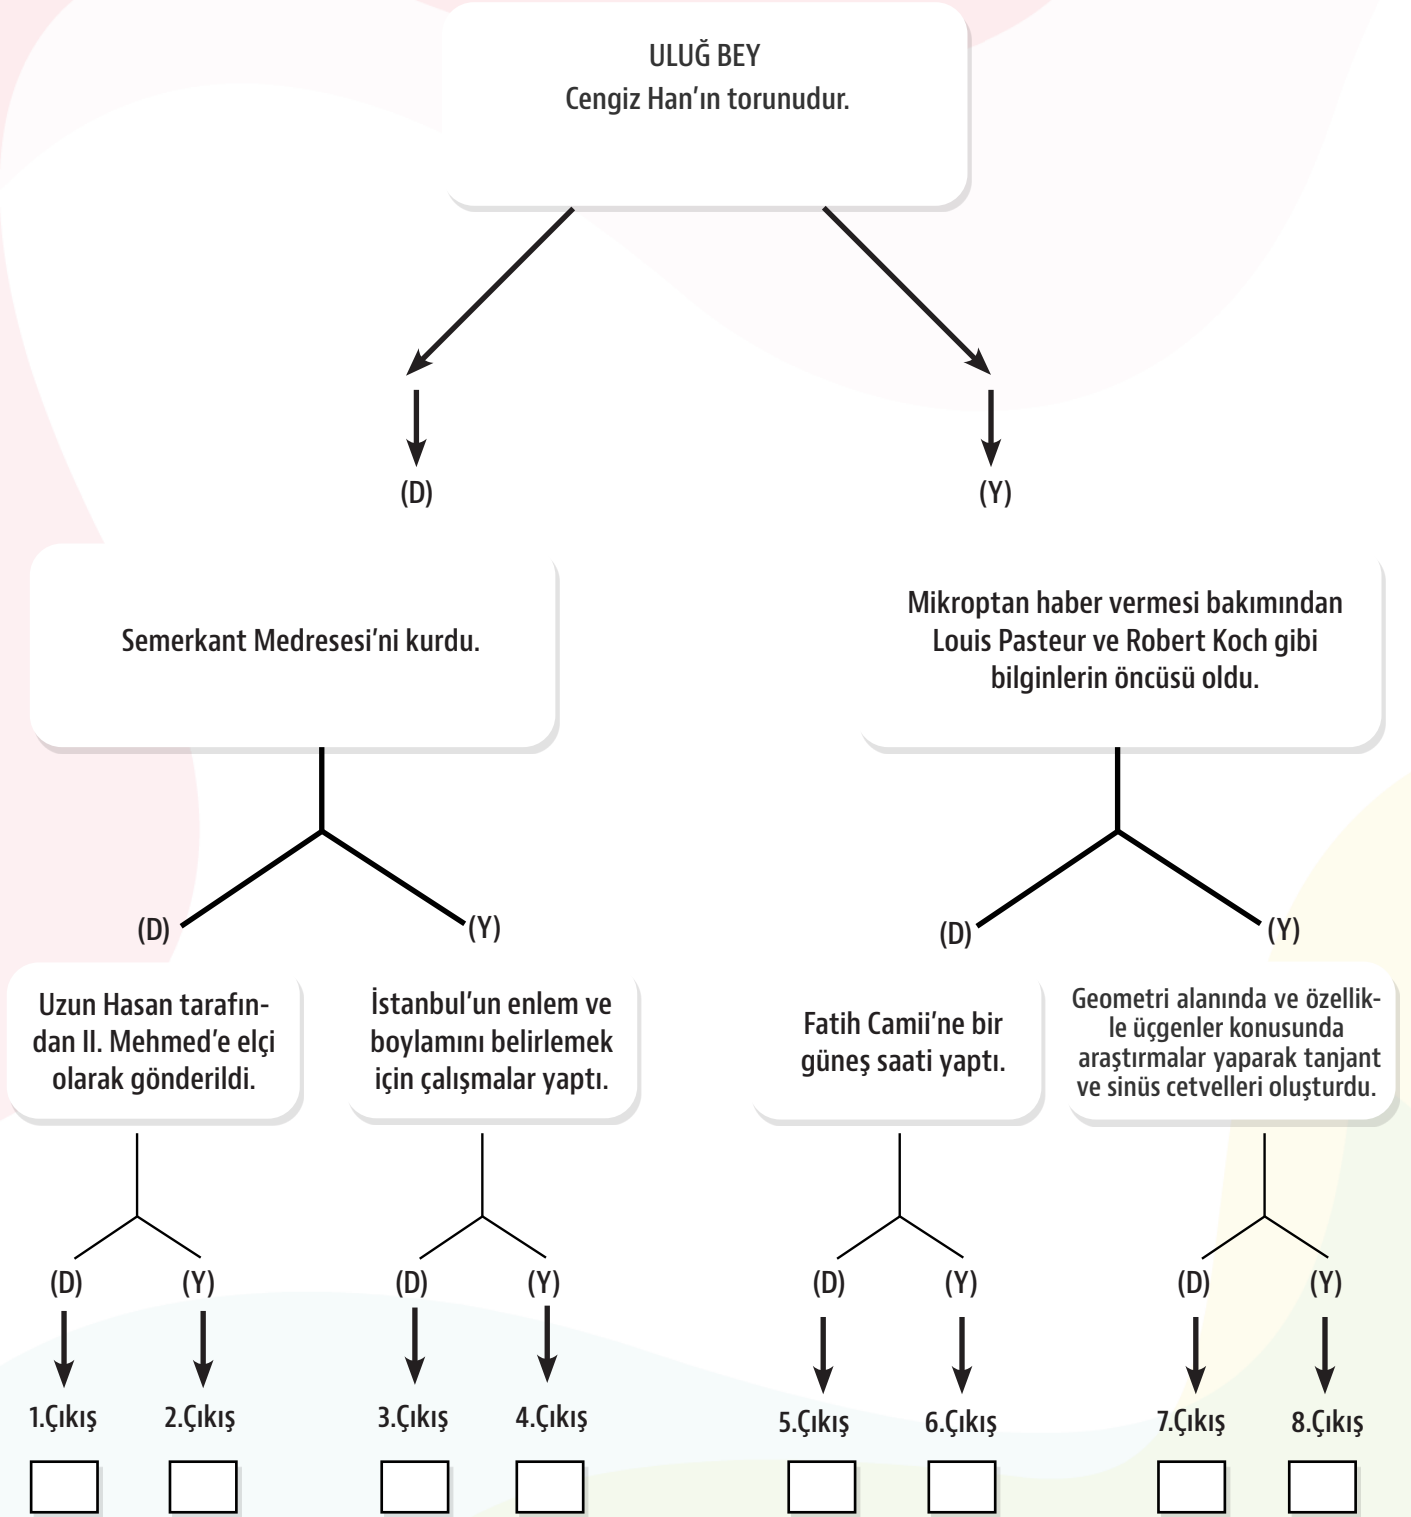 ULUĞ BEY
Cengiz Han’ın torunudur.
(D)
(Y)
Semerkant Medresesi’ni kurdu.
Mikroptan haber vermesi bakımından
Louis Pasteur ve Robert Koch gibi
bilginlerin öncüsü oldu.
(D)
(Y)
(D)
(Y)
Uzun Hasan tarafın-
dan II. Mehmed’e elçi
olarak gönderildi.
İstanbul’un enlem ve
boylamını belirlemek
için çalışmalar yaptı.
Fatih Camii’ne bir
güneş saati yaptı.
Geometri alanında ve özellik-
le üçgenler konusunda
araştırmalar yaparak tanjant
ve sinüs cetvelleri oluşturdu.
(D)
(Y)
(D)
(Y)
(D)
(Y)
(D)
(Y)
1.Çıkış
2.Çıkış
3.Çıkış
4.Çıkış
5.Çıkış
6.Çıkış
7.Çıkış
8.Çıkış